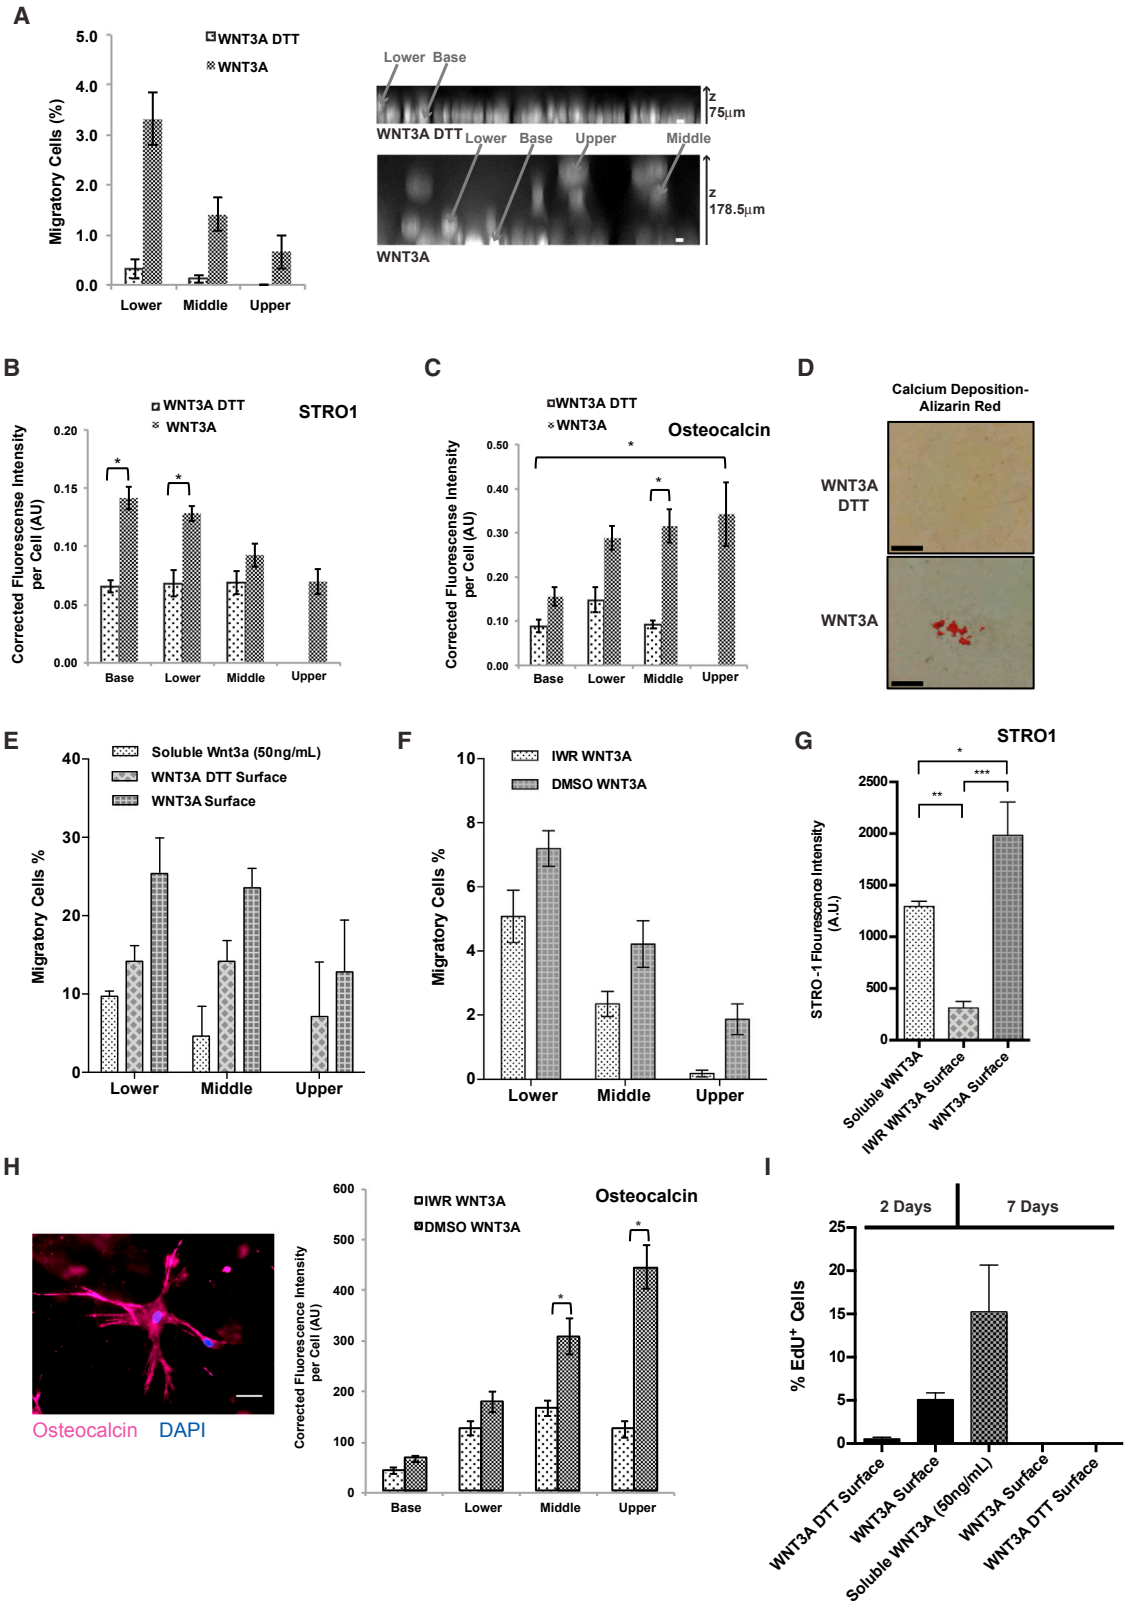 A
5.0
4.0
3.0
2.0
1.0
0.0
Migratory Cells (%)
WNT3A DTT
WNT3A
Lower Middle Upper
Lower Base
z
75μm
WNT3A DTT
Lower Base Upper Middle
z
178.5μm
WNT3A
B
WNT3A DTT
WNT3A
STRO1
0.20
0.15
0.10
0.05
0.00
Corrected Fluorescense Intensity
per Cell (AU)
*
*
Base Lower Middle Upper
C
WNT3A DTT
WNT3A
Osteocalcin
0.50
0.40
0.30
0.20
0.10
0.00
Corrected Fluorescense Intensity
per Cell (AU)
*
*
Base Lower Middle Upper
D
Calcium Deposition-
Alizarin Red
WNT3A
DTT
WNT3A
E
Soluble Wnt3a (50ng/mL)
WNT3A DTT Surface
WNT3A Surface
40
30
20
10
0
Migratory Cells %
Lower Middle Upper
F
IWR WNT3A
DMSO WNT3A
10
8
6
4
2
0
Migratory Cells %
Lower Middle Upper
G
STRO1
*
***
**
2500
2000
1500
1000
500
0
STRO -1 Flourescence Intensity
(A.U.)
Soluble WNT3A
IWR WNT3A Surface
WNT3A Surface
H
Osteocalcin DAPI
IWR WNT3A
DMSO WNT3A
Osteocalcin
600
500
400
300
200
100
0
Corrected Fluorescence Intensity
per Cell (AU)
*
*
Base Lower Middle Upper
I
2 Days 7 Days
25
20
15
10
5
0
% EdU+ Cells
WNT3A DTT Surface
WNT3A Surface
Soluble WNT3A (50ng/mL)
WNT3A Surface
WNT3A DTT Surface